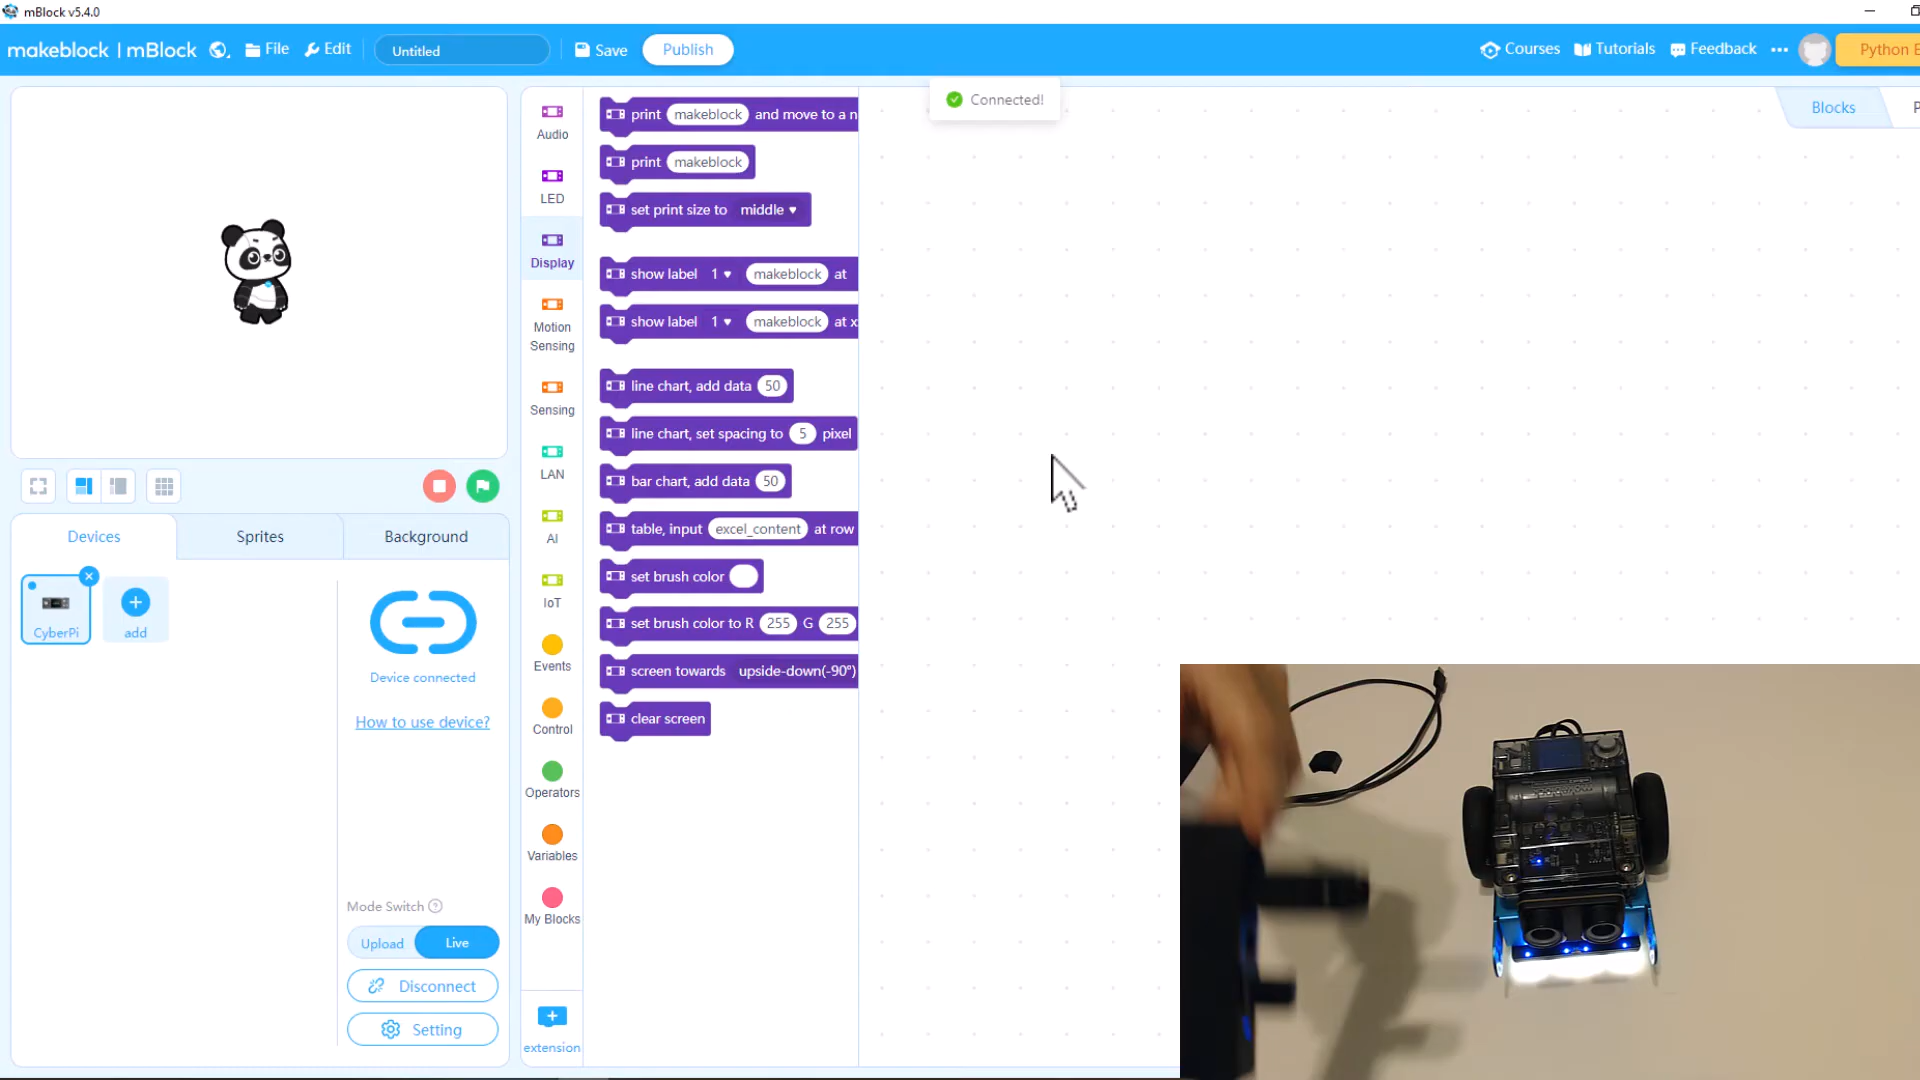 mBlock v5.4.0
makeblock | mBlock
File
Edit
Untitled
Save
Publish
Courses
Tutorials
Feedback
Python E
Connected!
Blocks
Audio
LED
Display
Motion
Sensing
Sensing
LAN
AI
IoT
Events
Control
Operators
Variables
My Blocks
extension
print makeblock and move to a n
print makeblock
set print size to middle
show label 1 makeblock at
show label 1 makeblock at x
line chart, add data 50
line chart, set spacing to 5 pixel
bar chart, add data 50
table, input excel_content at row
set brush color
set brush color to R 255 G 255
screen towards upside-down(-90°)
clear screen
Devices
Sprites
Background
CyberPi
add
Device connected
How to use device?
Mode Switch
Upload
Live
Disconnect
Setting